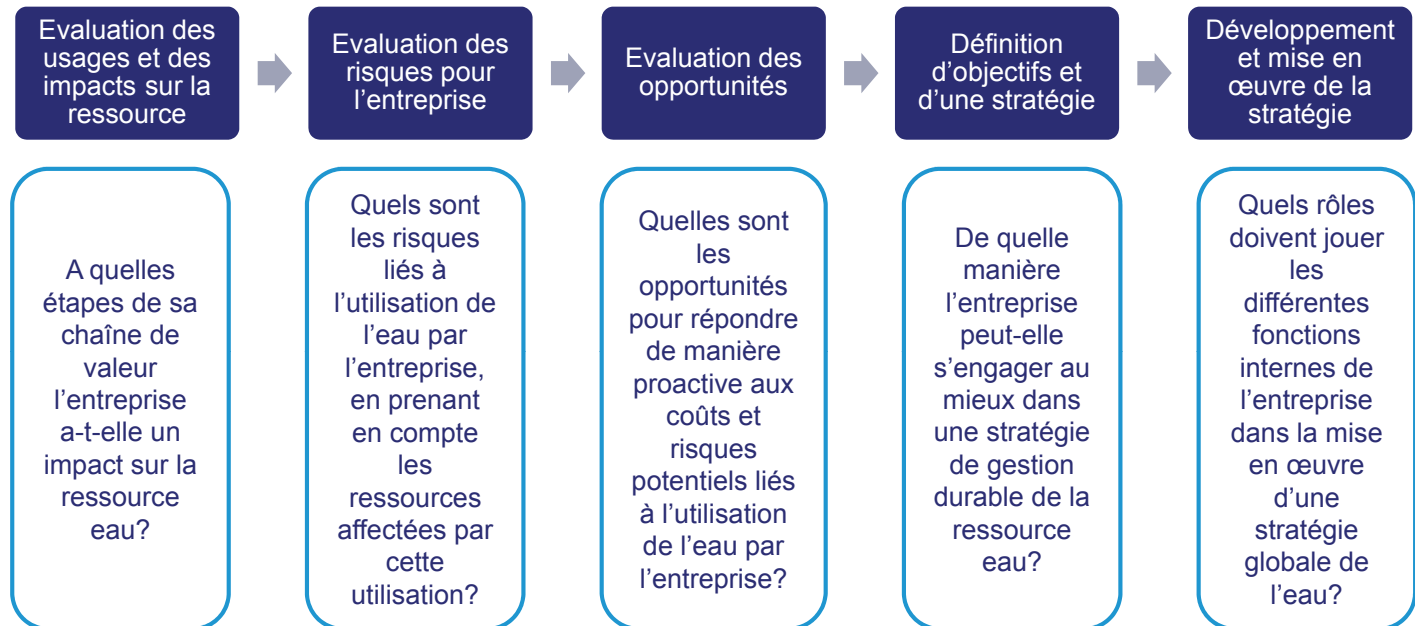 Evaluation des
usages et des
impacts sur la
ressource
Evaluation des
risques pour
l’entreprise
Evaluation des
opportunités
Définition
d’objectifs et
d’une stratégie
Développement
et mise en
œuvre de la
stratégie
A quelles
étapes de sa
chaîne de
valeur
l’entreprise
a-t-elle un
impact sur la
ressource
eau?
Quels sont
les risques
liés à
l’utilisation de
l’eau par
l’entreprise,
en prenant
en compte
les
ressources
affectées par
cette
utilisation?
Quelles sont
les
opportunités
pour répondre
de manière
proactive aux
coûts et
risques
potentiels liés
à l’utilisation
de l’eau par
l’entreprise?
De quelle
manière
l’entreprise
peut-elle
s’engager au
mieux dans
une stratégie
de gestion
durable de la
ressource
eau?
Quels rôles
doivent jouer
les
différentes
fonctions
internes de
l’entreprise
dans la mise
en œuvre
d’une
stratégie
globale de
l’eau?